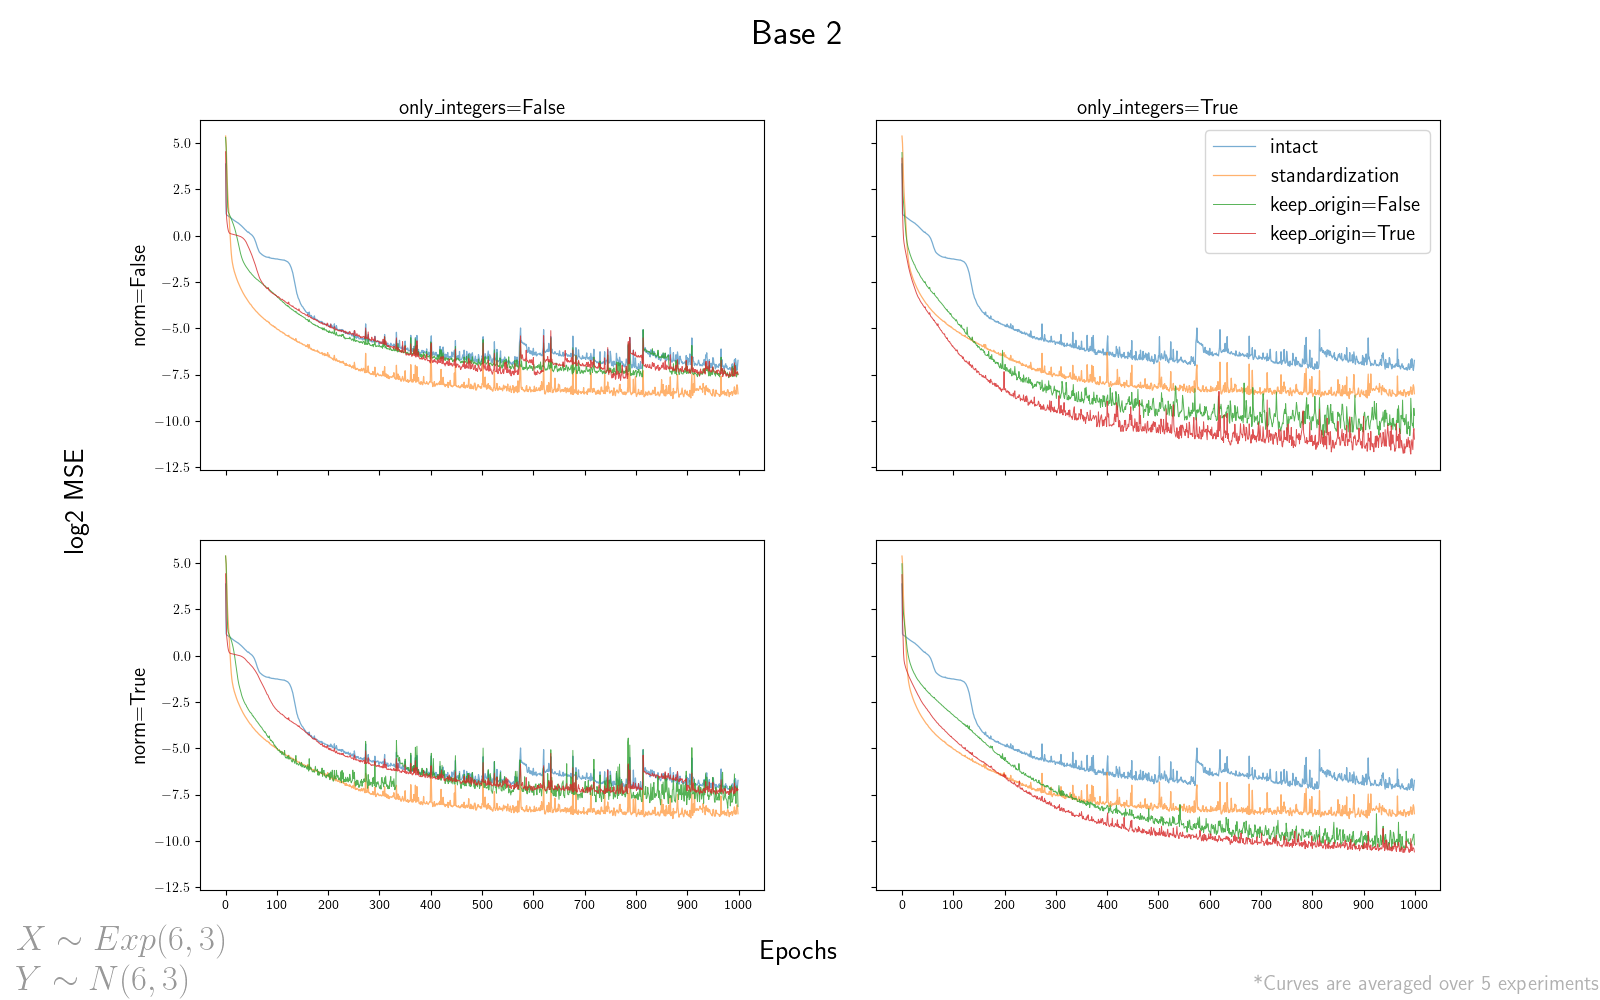 Base 2
only_integers=False
only_integers=True
5.0
2.5
0.0
−2.5
−5.0
−7.5
−10.0
−12.5
norm=False
intact
standardization
keep_origin=False
keep_origin=True
log2 MSE
5.0
2.5
0.0
−2.5
−5.0
−7.5
−10.0
−12.5
norm=True
0 100 200 300 400 500 600 700 800 900 1000
0 100 200 300 400 500 600 700 800 900 1000
Epochs
X ∼ Exp(6, 3)
Y ∼ N(6, 3)
*Curves are averaged over 5 experiments